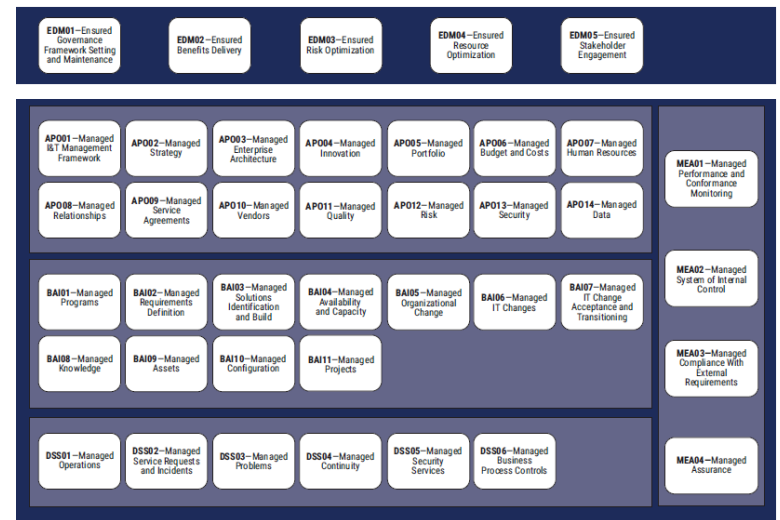 EDM01—Ensured
Governance
Framework Setting
and Maintenance
EDM02—Ensured
Benefits Delivery
EDM03—Ensured
Risk Optimization
EDM04—Ensured
Resource
Optimization
EDM05—Ensured
Stakeholder
Engagement
APO01—Managed
I&T Management
Framework
APO02—Managed
Strategy
APO03—Managed
Enterprise
Architecture
APO04—Managed
Innovation
APO05—Managed
Portfolio
APO06—Managed
Budget and Costs
APO07—Managed
Human Resources
APO08—Managed
Relationships
APO09—Managed
Service
Agreements
APO10—Managed
Vendors
APO11—Managed
Quality
APO12—Managed
Risk
APO13—Managed
Security
APO14—Managed
Data
BAI01—Managed
Programs
BAI02—Managed
Requirements
Definition
BAI03—Managed
Solutions
Identification
and Build
BAI04—Managed
Availability
and Capacity
BAI05—Managed
Organizational
Change
BAI06—Managed
IT Changes
BAI07—Managed
IT Change
Acceptance and
Transitioning
BAI08—Managed
Knowledge
BAI09—Managed
Assets
BAI10—Managed
Configuration
BAI11—Managed
Projects
DSS01—Managed
Operations
DSS02—Managed
Service Requests
and Incidents
DSS03—Managed
Problems
DSS04—Managed
Continuity
DSS05—Managed
Security
Services
DSS06—Managed
Business
Process Controls
MEA01—Managed
Performance and
Conformance
Monitoring
MEA02—Managed
System of Internal
Control
MEA03—Managed
Compliance With
External
Requirements
MEA04—Managed
Assurance